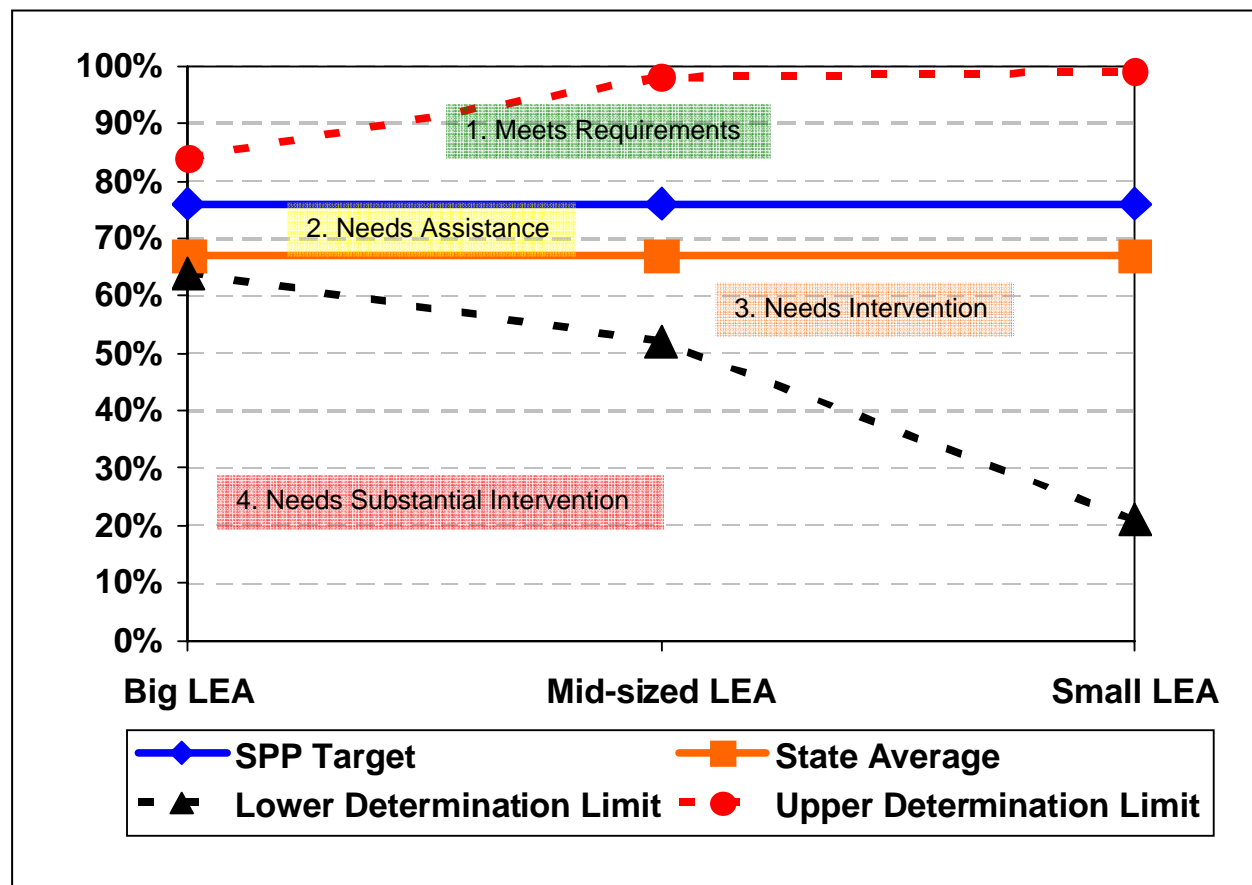 100%
90%
80%
70%
60%
50%
40%
30%
20%
10%
0%
1. Meets Requirements
2. Needs Assistance
3. Needs Intervention
4. Needs Substantial Intervention
Big LEA Mid-sized LEA Small LEA
SPP Target State Average
Lower Determination Limit Upper Determination Limit